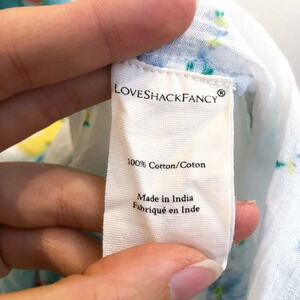 LoveShackFancy®
100% Cotton/Coton
Made in India
Fabriqué en Inde